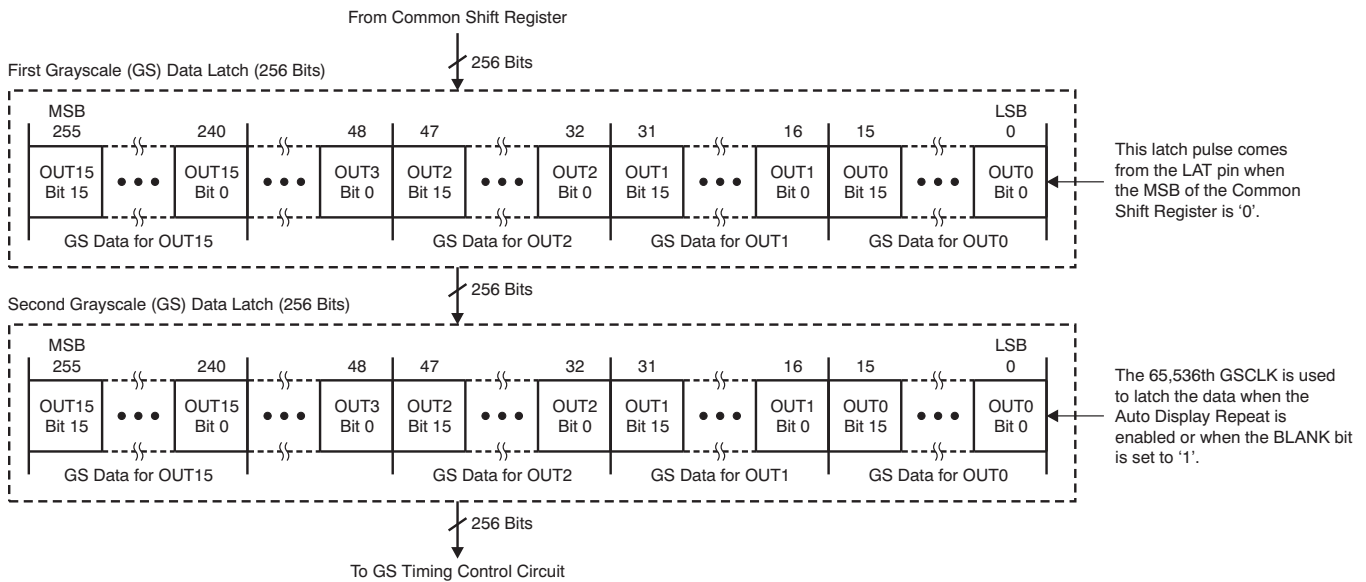 From Common Shift Register
256 Bits
First Grayscale (GS) Data Latch (256 Bits)
MSB LSB
255 240 48 47 32 31 16 15 0
OUT15 OUT15 OUT3 OUT2 OUT2 OUT1 OUT1 OUT0 OUT0
Bit 15 Bit 0 Bit 0 Bit 15 Bit 0 Bit 15 Bit 0 Bit 15 Bit 0
GS Data for OUT15 GS Data for OUT2 GS Data for OUT1 GS Data for OUT0
This latch pulse comes
from the LAT pin when
the MSB of the Common
Shift Register is ‘0’.
256 Bits
Second Grayscale (GS) Data Latch (256 Bits)
MSB LSB
255 240 48 47 32 31 16 15 0
OUT15 OUT15 OUT3 OUT2 OUT2 OUT1 OUT1 OUT0 OUT0
Bit 15 Bit 0 Bit 0 Bit 15 Bit 0 Bit 15 Bit 0 Bit 15 Bit 0
GS Data for OUT15 GS Data for OUT2 GS Data for OUT1 GS Data for OUT0
The 65,536th GSCLK is used
to latch the data when the
Auto Display Repeat is
enabled or when the BLANK bit
is set to ‘1’.
256 Bits
To GS Timing Control Circuit